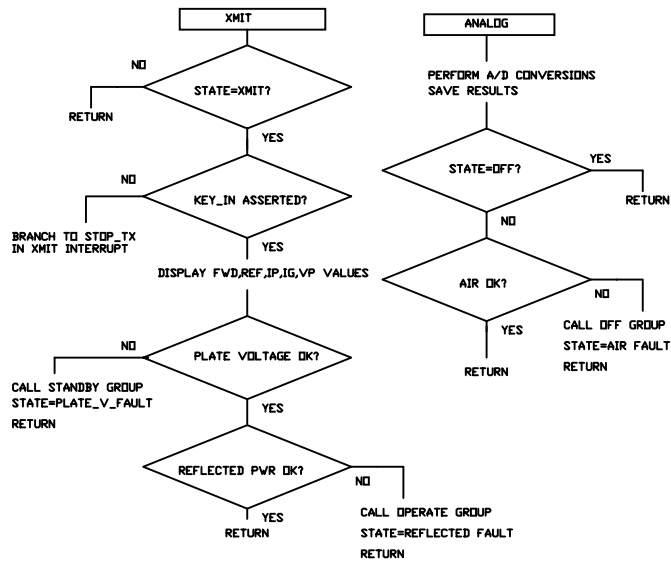 XMIT
NO
STATE=XMIT?
RETURN
YES
NO
KEY_IN ASSERTED?
BRANCH TO STOP_TX
IN XMIT INTERRUPT
YES
DISPLAY FWD,REF,IP,IG,VP VALUES
NO
PLATE VOLTAGE OK?
CALL STANDBY GROUP
STATE=PLATE_V_FAULT
RETURN
YES
REFLECTED PWR OK?
NO
YES
RETURN
CALL OPERATE GROUP
STATE=REFLECTED FAULT
RETURN
ANALOG
PERFORM A/D CONVERSIONS
SAVE RESULTS
STATE=OFF?
YES
RETURN
NO
AIR OK?
NO
YES
RETURN
CALL OFF GROUP
STATE=AIR FAULT
RETURN